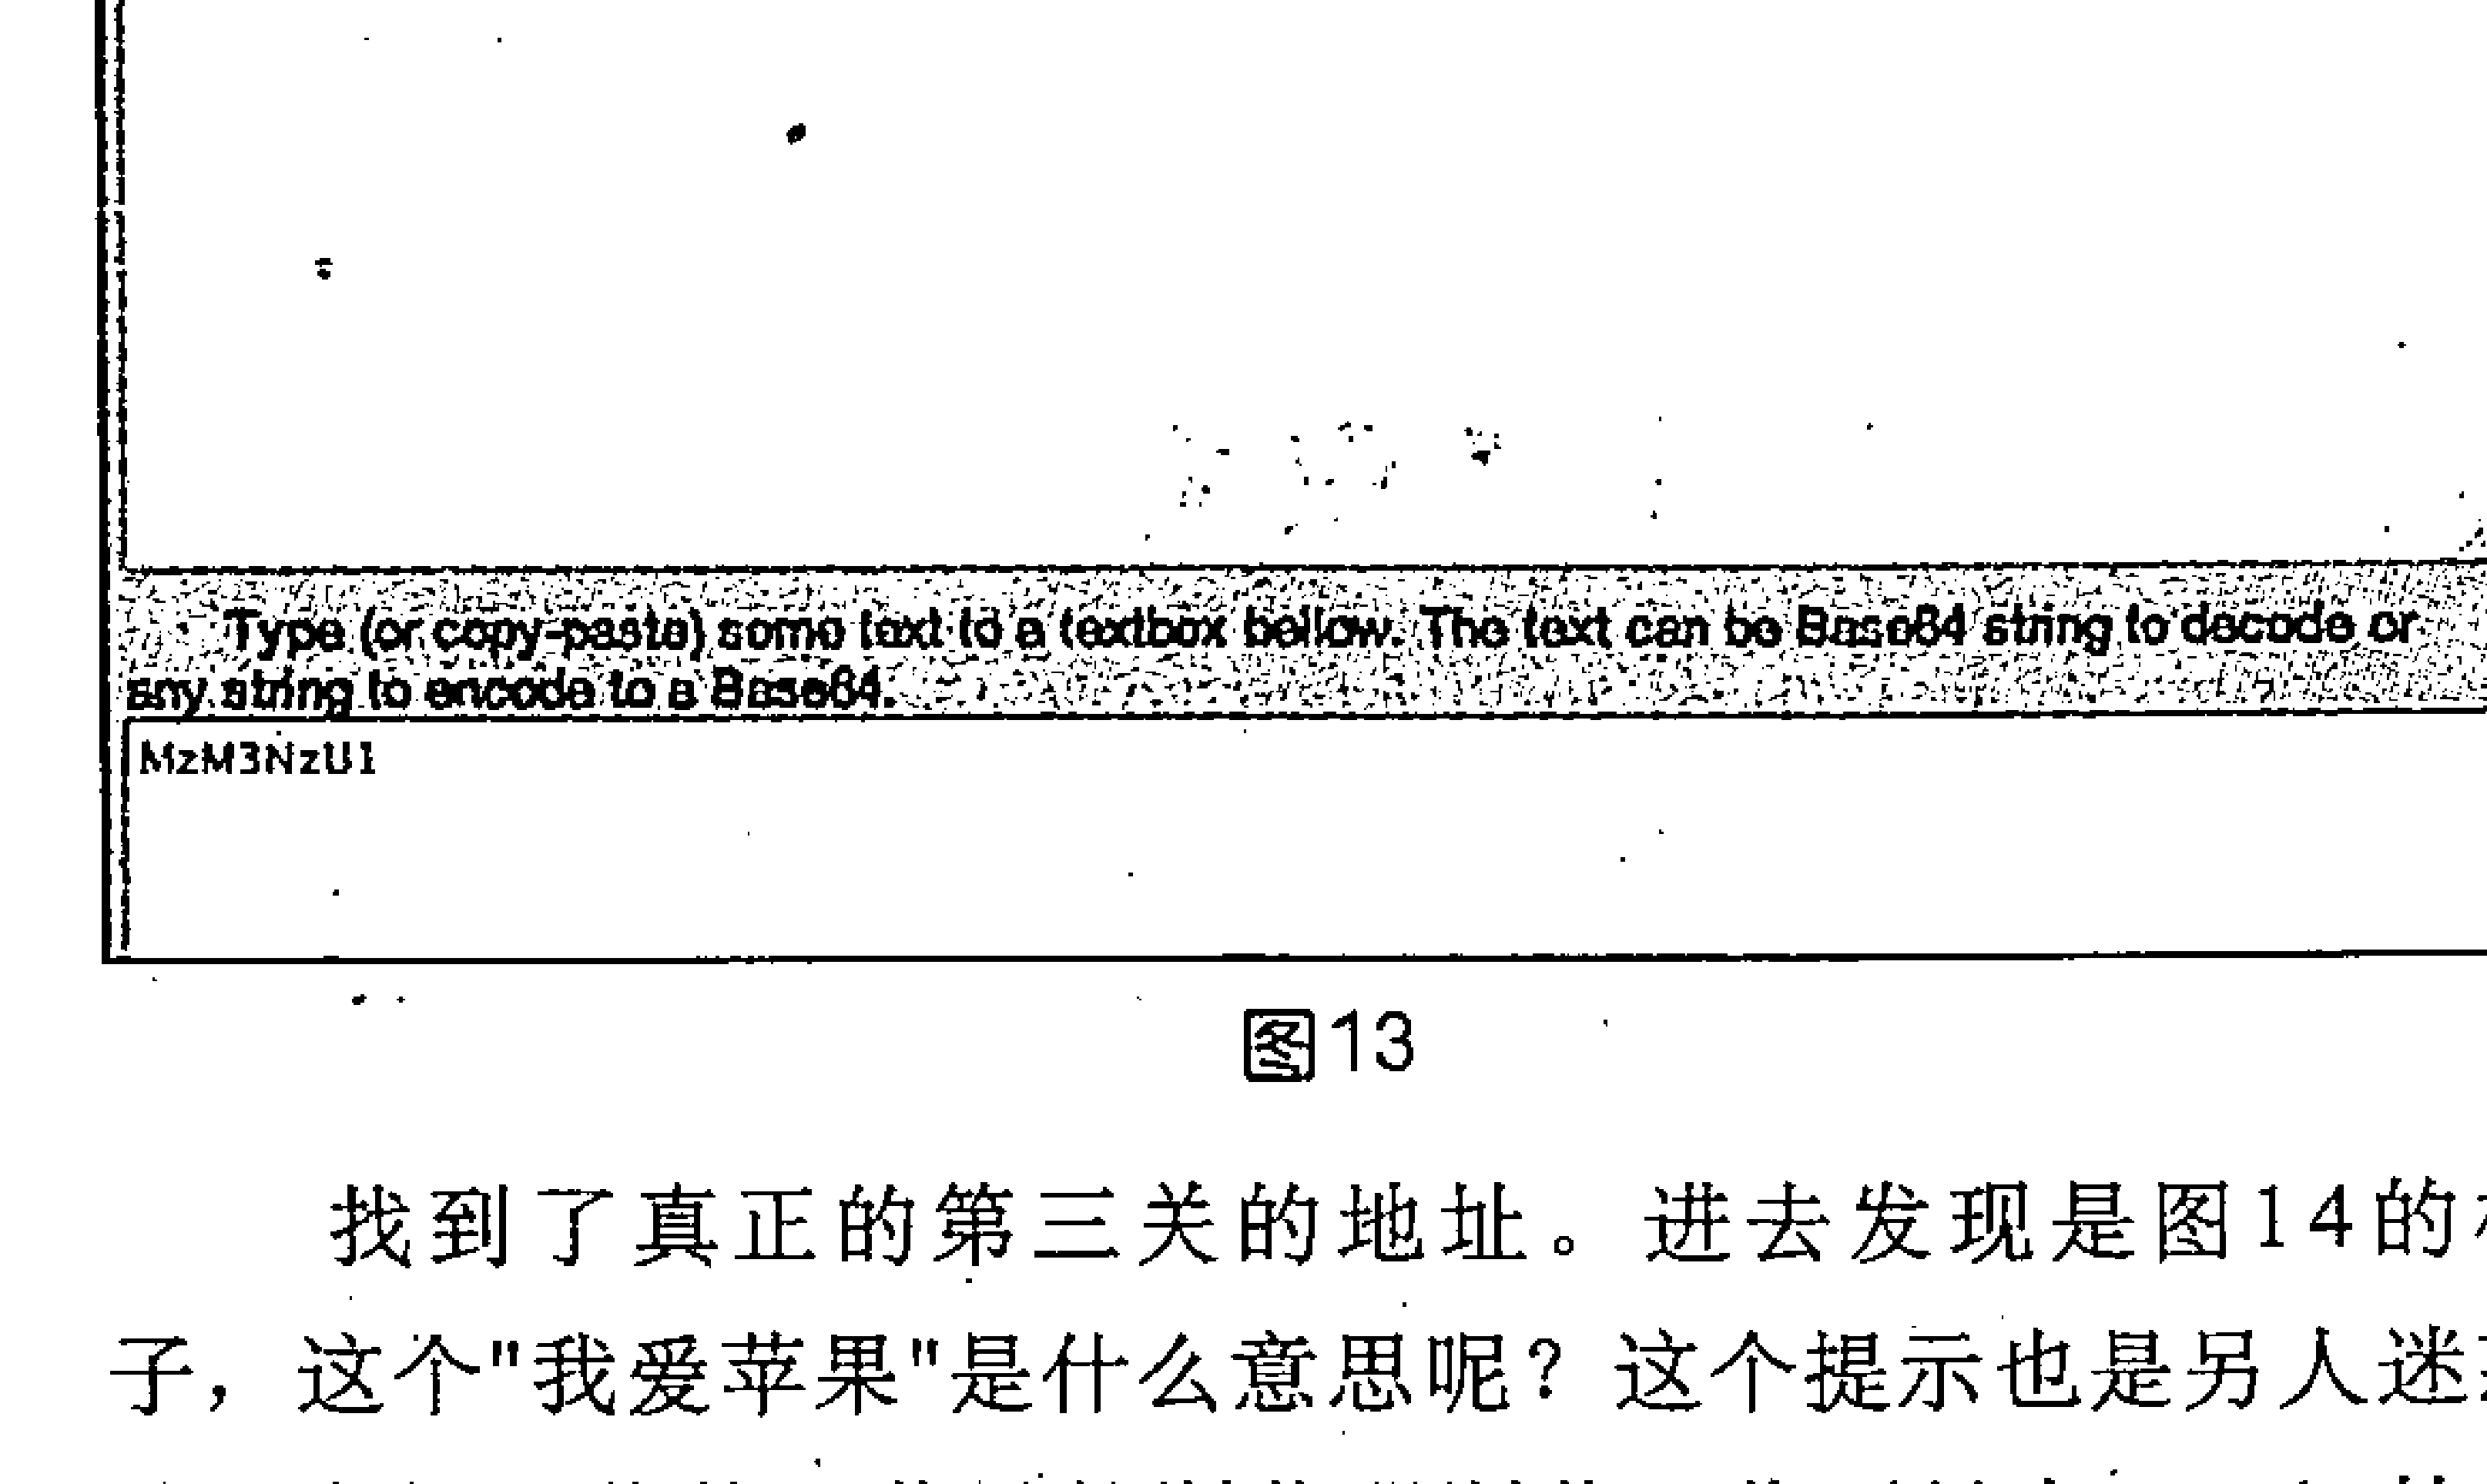 Type (or copy-paste) some text to a textbox bellow. The text can be Base64 string to decode or
any string to encode to a Base64.
MzM3NzU1
图13
找到了真正的第三关的地址。进去发现是图14的
子，这个"我爱苹果"是什么意思呢？这个提示也是另人迷